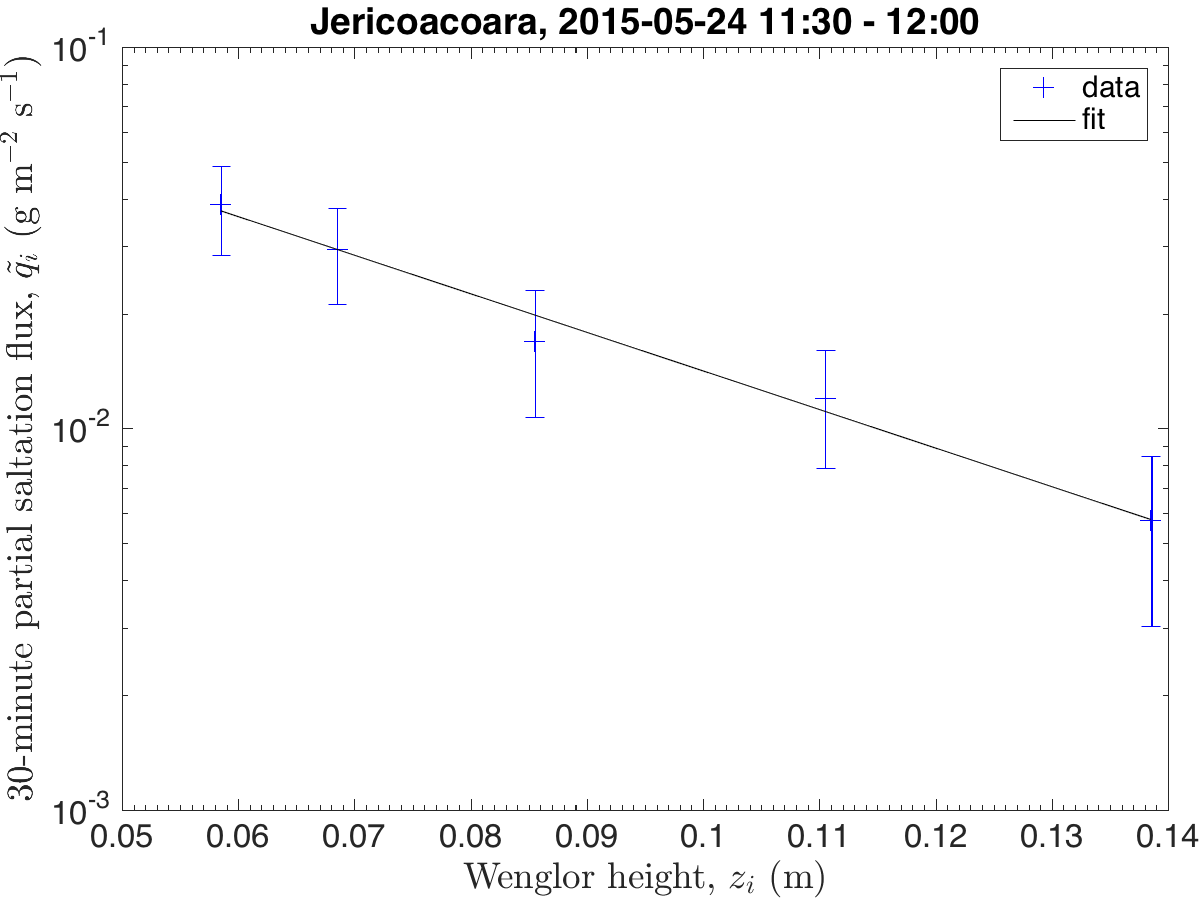 Jericoacoara, 2015-05-24 11:30 - 12:00
data
fit
30-minute partial saltation flux, q̃ᵢ (g m⁻² s⁻¹)
10⁻¹
10⁻²
10⁻³
0.05 0.06 0.07 0.08 0.09 0.1 0.11 0.12 0.13 0.14
Wenglor height, zᵢ (m)